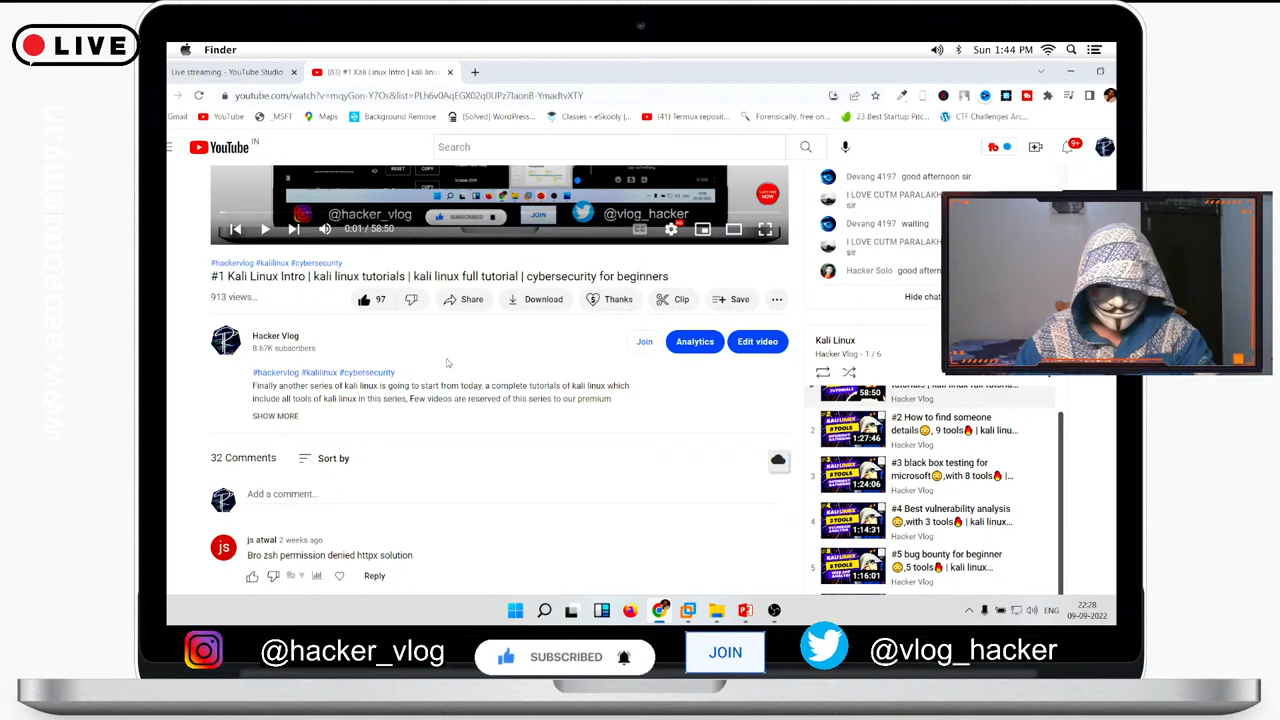 LIVE
Finder
Sun 1:44 PM
Live streaming - YouTube Studio
(83) #1 Kali Linux Intro | kali linu
youtube.com/watch?v=mqyGon-Y7Os&list=PLh6v0AqEGX02q0UPz7IaonB-YmadtvXTY
Gmail
YouTube
_MSFT
Maps
Background Remove
(Solved) WordPress...
Classes - eSkooly |...
(41) Termux reposit...
Forensically, free on...
23 Best Startup Pitc...
CTF Challenges Arc...
YouTube
IN
Search
9+
RESET
COPY
COPY
@hacker_vlog
SUBSCRIBED
JOIN
@vlog_hacker
0:01 / 58:50
#hackervlog #kalilinux #cybersecurity
#1 Kali Linux Intro | kali linux tutorials | kali linux full tutorial | cybersecurity for beginners
913 views...
97
Share
Download
Thanks
Clip
Save
Hacker Vlog
8.67K subscribers
Join
Analytics
Edit video
#hackervlog #kalilinux #cybersecurity
Finally another series of kali linux is going to start from today, a complete tutorials of kali linux which
include all tools of kali linux in this series, Few videos are reserved of this series to our premium
SHOW MORE
32 Comments
Sort by
Add a comment...
js
js atwal 2 weeks ago
Bro zsh permission denied httpx solution
Reply
Devang 4197 good afternoon sir
I LOVE CUTM PARALAKH
sir
Devang 4197 waiting
I LOVE CUTM PARALAKH
sir
Hacker Solo good
Hide chat
Kali Linux
Hacker Vlog - 1 / 6
58:50
Hacker Vlog
2
1:27:46
#2 How to find someone
details😳, 9 tools🔥 | kali linu...
Hacker Vlog
3
1:24:06
#3 black box testing for
microsoft😳,with 8 tools🔥 |...
Hacker Vlog
4
1:14:31
#4 Best vulnerability analysis
😳,with 3 tools🔥 | kali linux...
Hacker Vlog
5
1:16:01
#5 bug bounty for beginner
😳,5 tools🔥 | kali linux...
Hacker Vlog
ENG
22:28
09-09-2022
@hacker_vlog
SUBSCRIBED
JOIN
@vlog_hacker